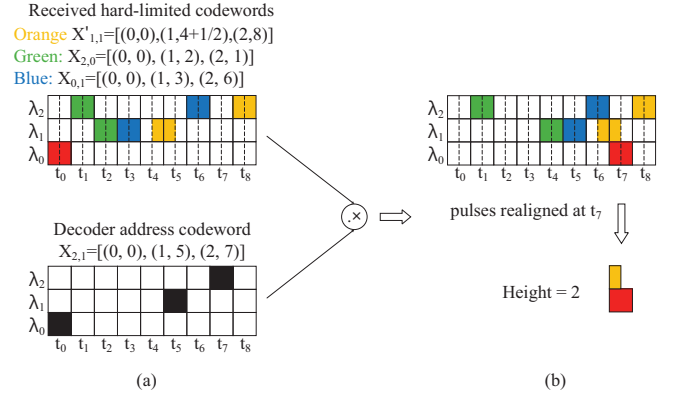 Received hard-limited codewords
Orange X'₁,₁=[(0,0),(1,4+1/2),(2,8)]
Green: X₂,₀=[(0, 0), (1, 2), (2, 1)]
Blue: X₀,₁=[(0, 0), (1, 3), (2, 6)]
λ₂
λ₁
λ₀
t₀ t₁ t₂ t₃ t₄ t₅ t₆ t₇ t₈
Decoder address codeword
X₂,₁=[(0, 0), (1, 5), (2, 7)]
λ₂
λ₁
λ₀
t₀ t₁ t₂ t₃ t₄ t₅ t₆ t₇ t₈
(a)
.×
λ₂
λ₁
λ₀
t₀ t₁ t₂ t₃ t₄ t₅ t₆ t₇ t₈
pulses realigned at t₇
Height = 2
(b)